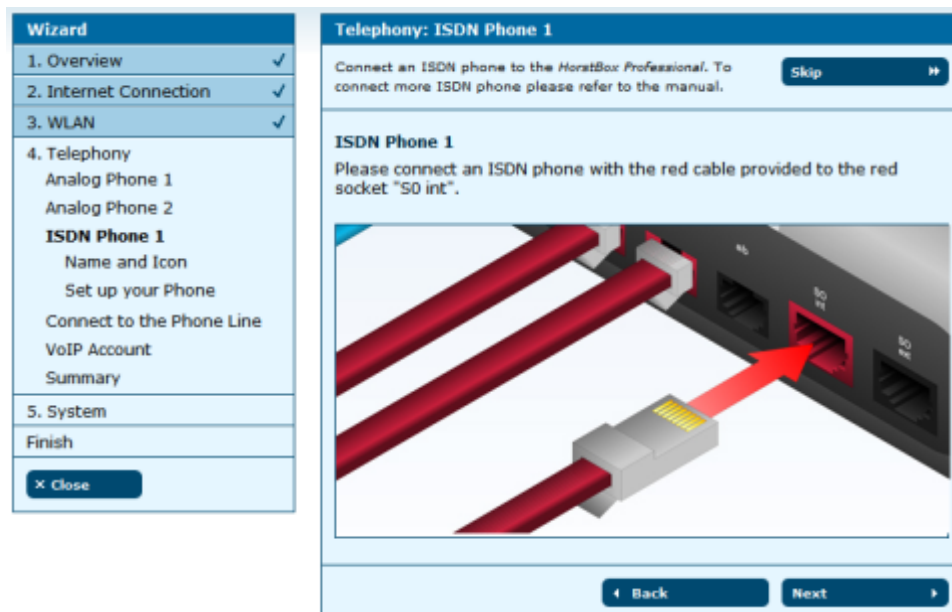 Wizard
1. Overview
2. Internet Connection
3. WLAN
4. Telephony
Analog Phone 1
Analog Phone 2
ISDN Phone 1
Name and Icon
Set up your Phone
Connect to the Phone Line
VoIP Account
Summary
5. System
Finish
× Close
Telephony: ISDN Phone 1
Connect an ISDN phone to the HorstBox Professional. To
connect more ISDN phone please refer to the manual.
Skip
ISDN Phone 1
Please connect an ISDN phone with the red cable provided to the red
socket "S0 int".
ab
S0
int
S0
ext
Back
Next